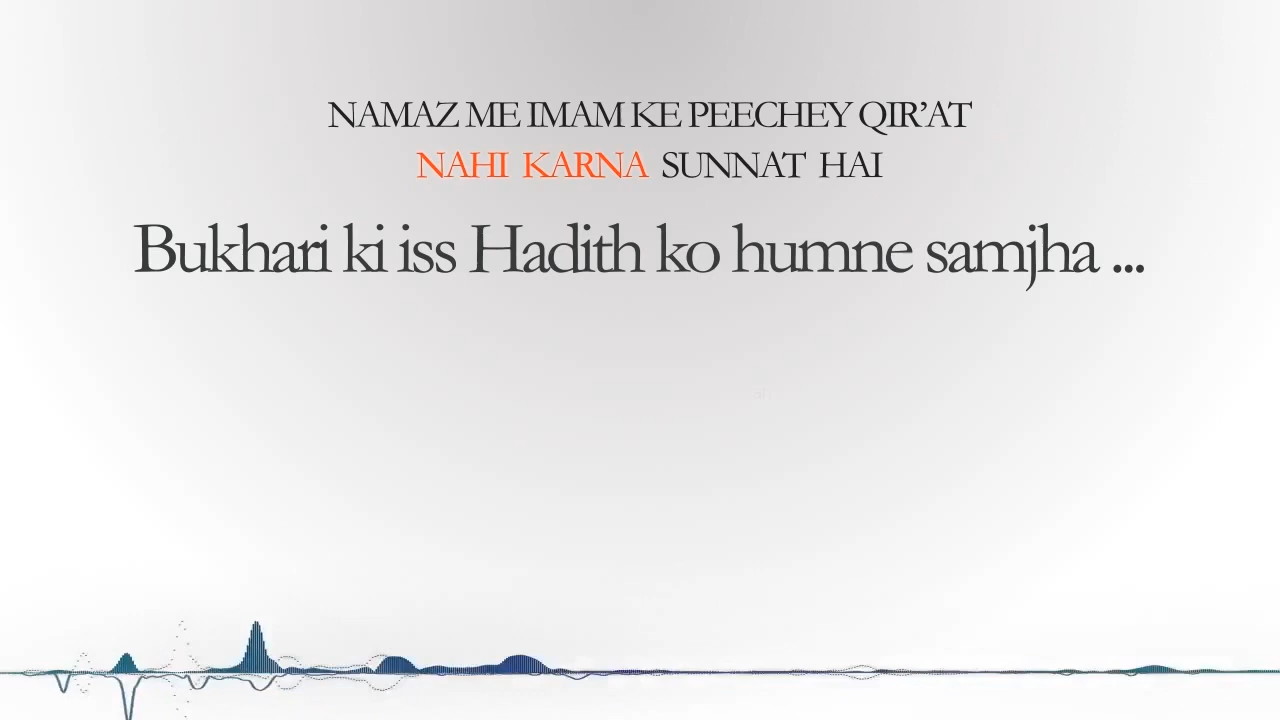 NAMAZ ME IMAM KE PEECHEY QIR’AT
NAHI KARNA SUNNAT HAI
Bukhari ki iss Hadith ko humne samjha ...